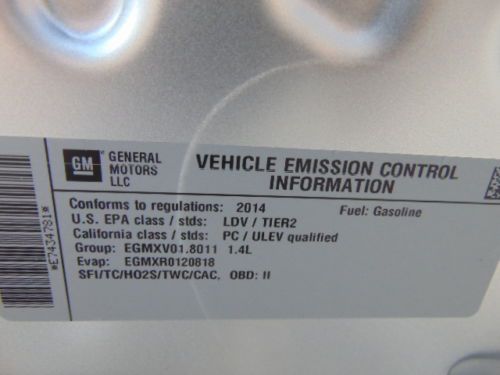 GM
GENERAL
MOTORS
LLC
VEHICLE EMISSION CONTROL
INFORMATION
Conforms to regulations: 2014
Fuel: Gasoline
U.S. EPA class / stds: LDV / TIER2
California class / stds: PC / ULEV qualified
Group: EGMXV01.8011 1.4L
Evap: EGMXR0120818
SFI/TC/HO2S/TWC/CAC, OBD: II
*E7434781*